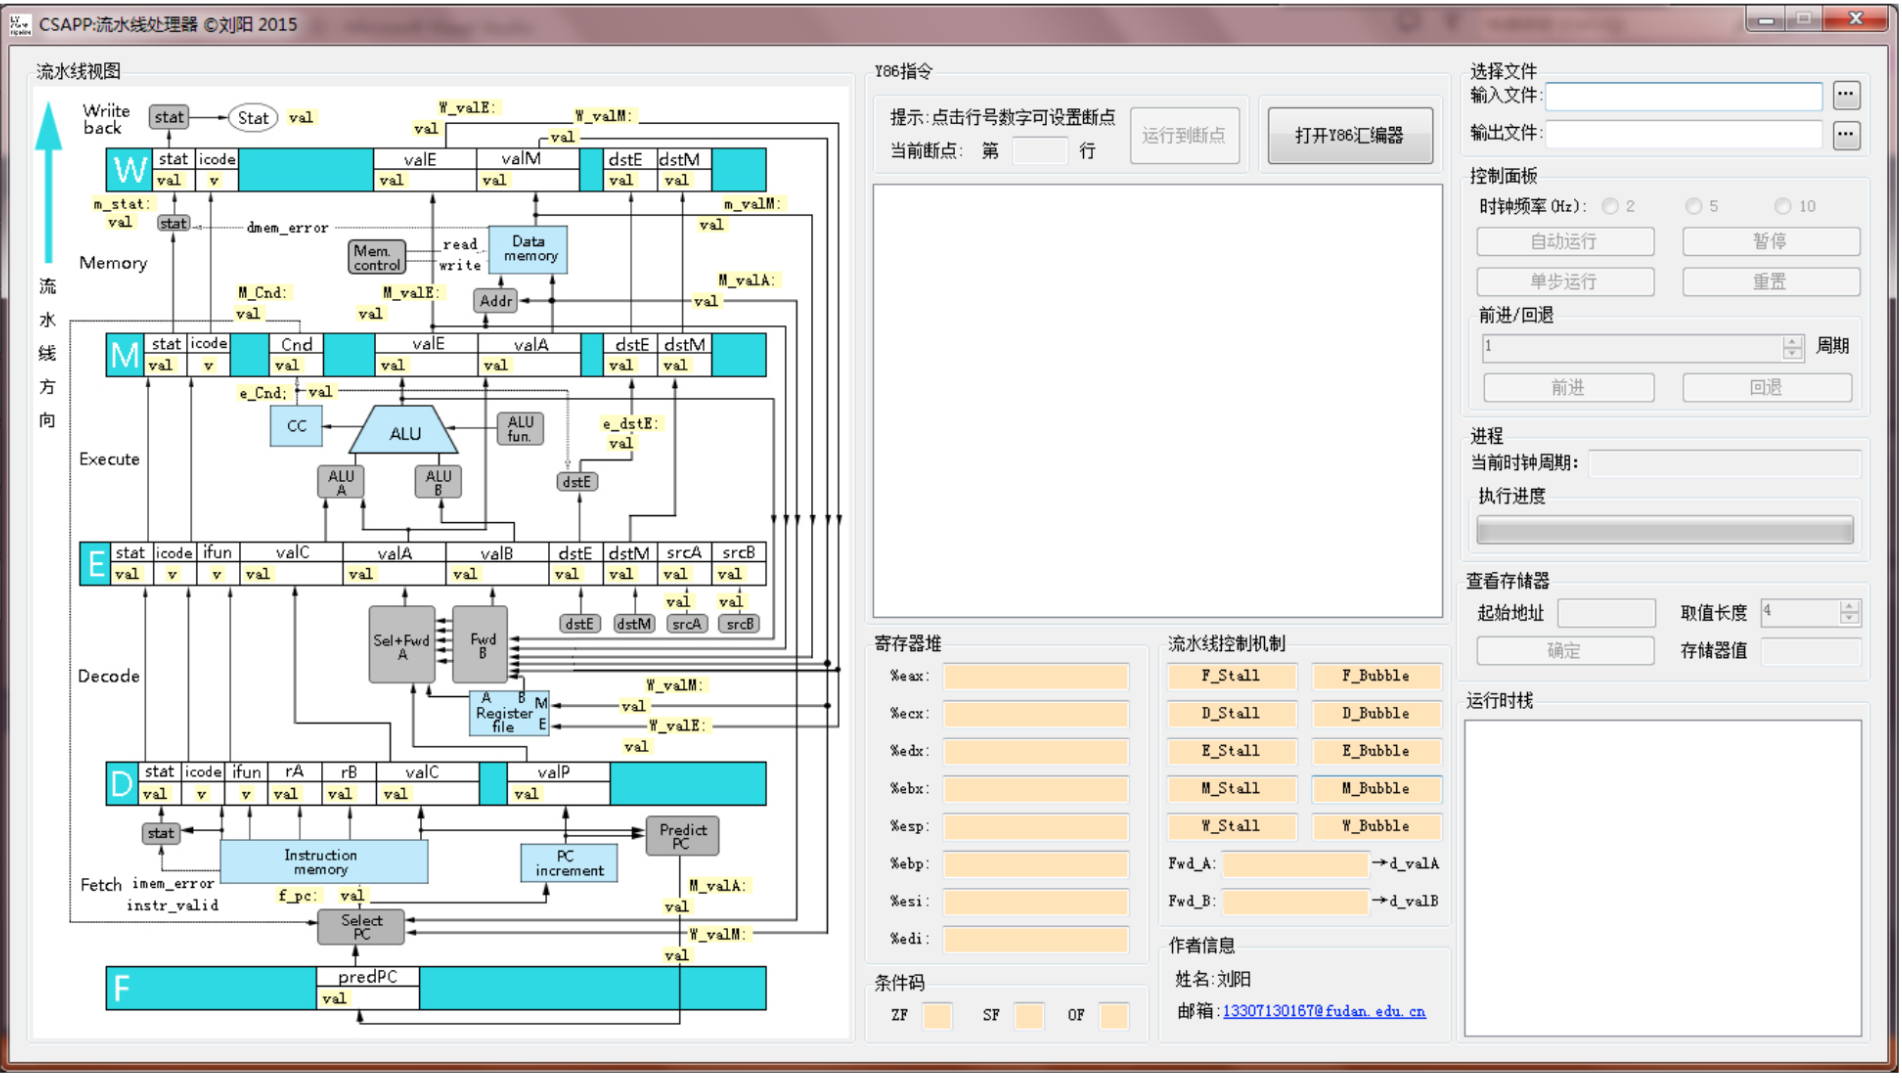 CSAPP:流水线处理器 ©刘阳 2015
流水线视图
Wriite back
stat
Stat
val
W_valE:
val
W_valM:
val
W
stat icode valE valM dstE dstM
val v val val val val
m_stat:
val
stat
dmem_error
m_valM:
val
Mem. control
read
write
Data memory
Memory
流水线方向
M_Cnd:
val
M_valE:
val
Addr
M_valA:
val
M
stat icode Cnd valE valA dstE dstM
val v val val val val val
e_Cnd; val
CC
ALU
ALU fun.
e_dstE:
val
Execute
ALU A
ALU B
dstE
E
stat icode ifun valC valA valB dstE dstM srcA srcB
val v v val val val val val val val
val val
dstE dstM srcA srcB
Sel+Fwd A
Fwd B
Decode
A B M
Register file E
W_valM:
val
W_valE:
val
D
stat icode ifun rA rB valC valP
val v v val val val val
stat
Predict PC
Instruction memory
PC increment
Fetch
imem_error
instr_valid
f_pc: val
M_valA:
val
Select PC
W_valM:
val
F
predPC
val
Y86指令
提示:点击行号数字可设置断点
当前断点: 第 行
运行到断点
打开Y86汇编器
寄存器堆
%eax:
%ecx:
%edx:
%ebx:
%esp:
%ebp:
%esi:
%edi:
条件码
ZF SF OF
流水线控制机制
F_Stall F_Bubble
D_Stall D_Bubble
E_Stall E_Bubble
M_Stall M_Bubble
W_Stall W_Bubble
Fwd_A: →d_valA
Fwd_B: →d_valB
作者信息
姓名:刘阳
邮箱:13307130167@fudan.edu.cn
选择文件
输入文件: ...
输出文件: ...
控制面板
时钟频率(Hz): 2 5 10
自动运行 暂停
单步运行 重置
前进/回退
1 周期
前进 回退
进程
当前时钟周期:
执行进度
查看存储器
起始地址 取值长度 4
确定 存储器值
运行时栈